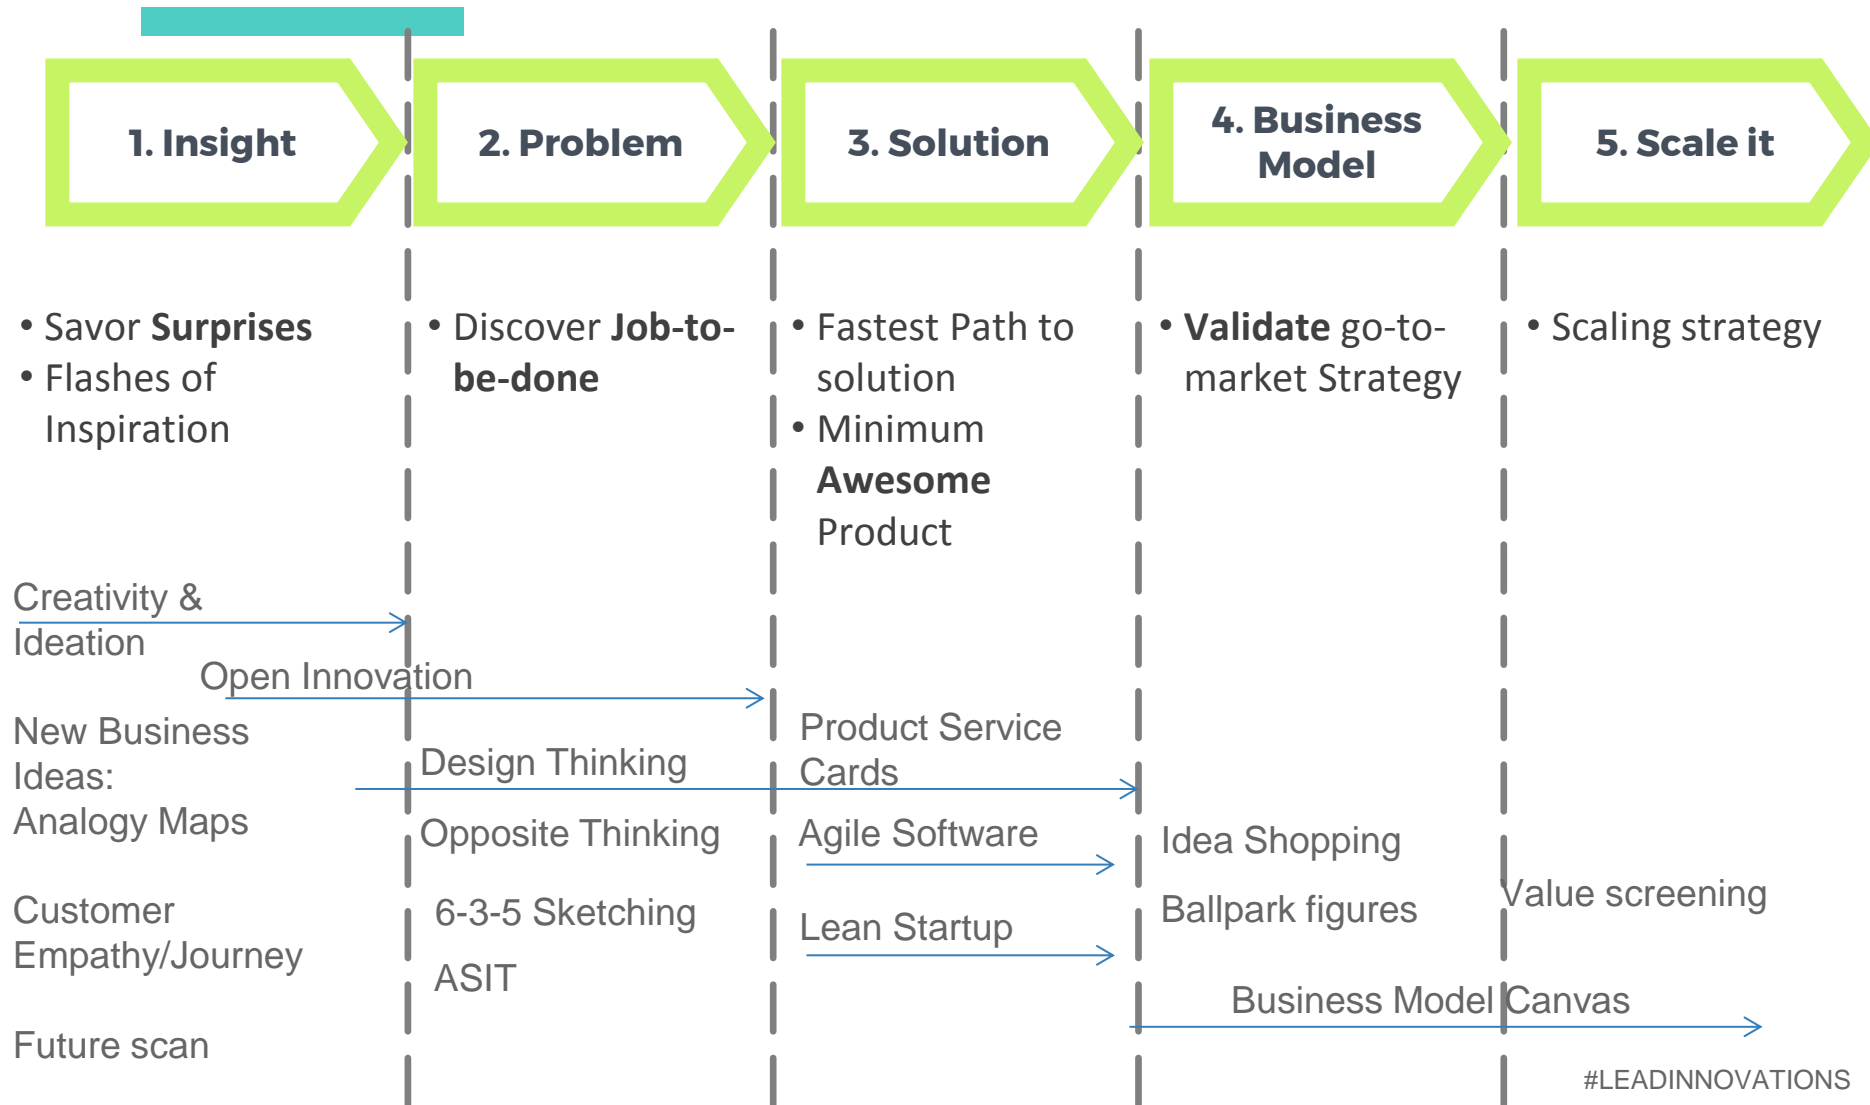 1. Insight
2. Problem
3. Solution
4. Business
Model
5. Scale it
• Savor Surprises
• Flashes of
Inspiration
• Discover Job-to-
be-done
• Fastest Path to
solution
• Minimum
Awesome
Product
• Validate go-to-
market Strategy
• Scaling strategy
Creativity &
Ideation
Open Innovation
New Business
Ideas:
Analogy Maps
Customer
Empathy/Journey
Future scan
Design Thinking
Opposite Thinking
6-3-5 Sketching
ASIT
Product Service
Cards
Agile Software
Lean Startup
Idea Shopping
Ballpark figures
Value screening
Business Model Canvas
#LEADINNOVATIONS